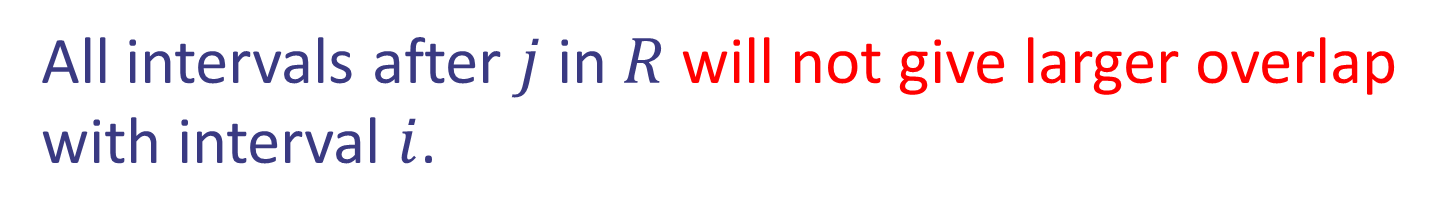 All intervals after j in R will not give larger overlap
with interval i.